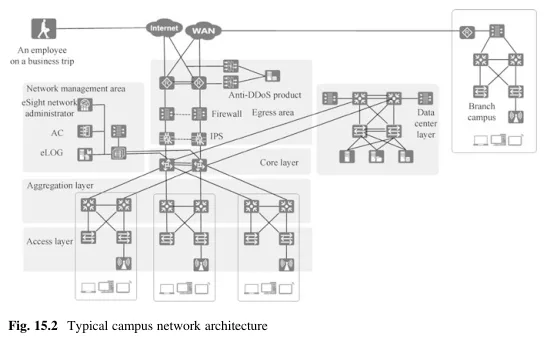 Internet
WAN
An employee
on a business trip
Network management area
eSight network
administrator
AC
eLOG
Anti-DDoS product
Firewall
Egress area
IPS
Core layer
Data
center
layer
Branch
campus
Aggregation layer
Access layer
Fig. 15.2 Typical campus network architecture